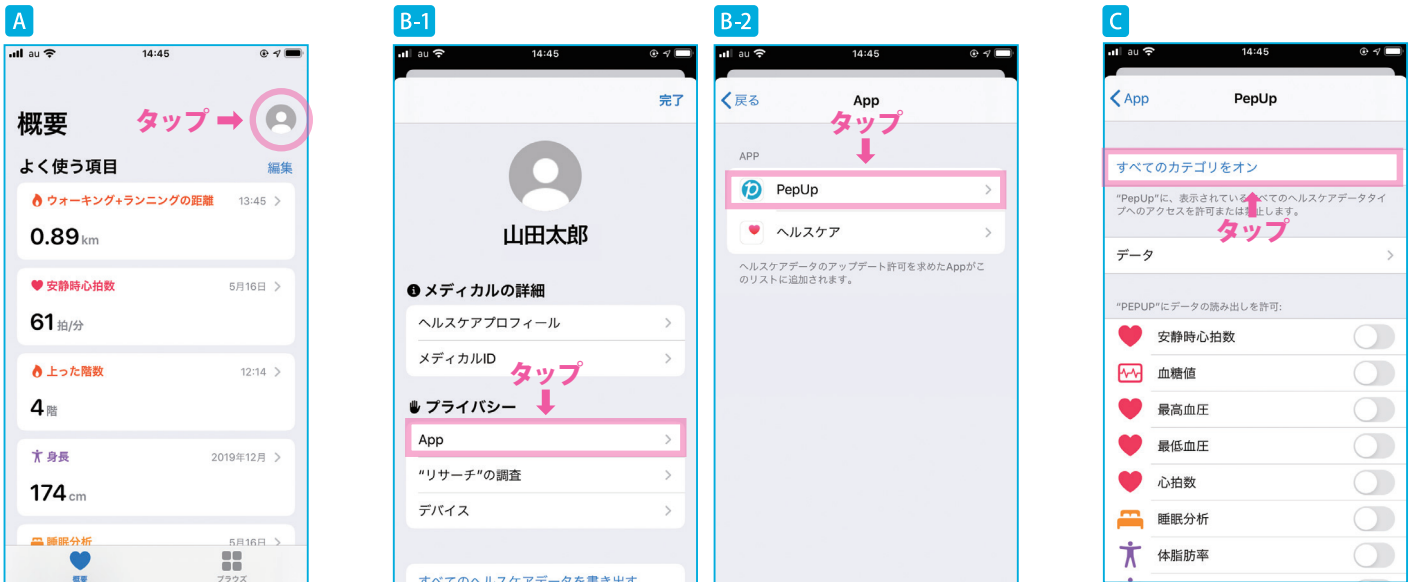 A
au 14:45
概要
タップ
よく使う項目 編集
ウォーキング+ランニングの距離 13:45
0.89 km
安静時心拍数 5月16日
61 拍/分
上った階数 12:14
4 階
身長 2019年12月
174 cm
睡眠分析 5月16日
概要 ブラウズ
B-1
au 14:45
完了
山田太郎
メディカルの詳細
ヘルスケアプロフィール
メディカルID
タップ
プライバシー
App
“リサーチ”の調査
デバイス
すべてのヘルスケアデータを書き出す
B-2
au 14:45
戻る App
タップ
APP
PepUp
ヘルスケア
ヘルスケアデータのアップデート許可を求めたAppがこ
のリストに追加されます。
C
au 14:45
App PepUp
すべてのカテゴリをオン
“PepUp”に、表示されているすべてのヘルスケアデータタイ
プへのアクセスを許可または禁止します。
タップ
データ
“PEPUP”にデータの読み出しを許可:
安静時心拍数
血糖値
最高血圧
最低血圧
心拍数
睡眠分析
体脂肪率